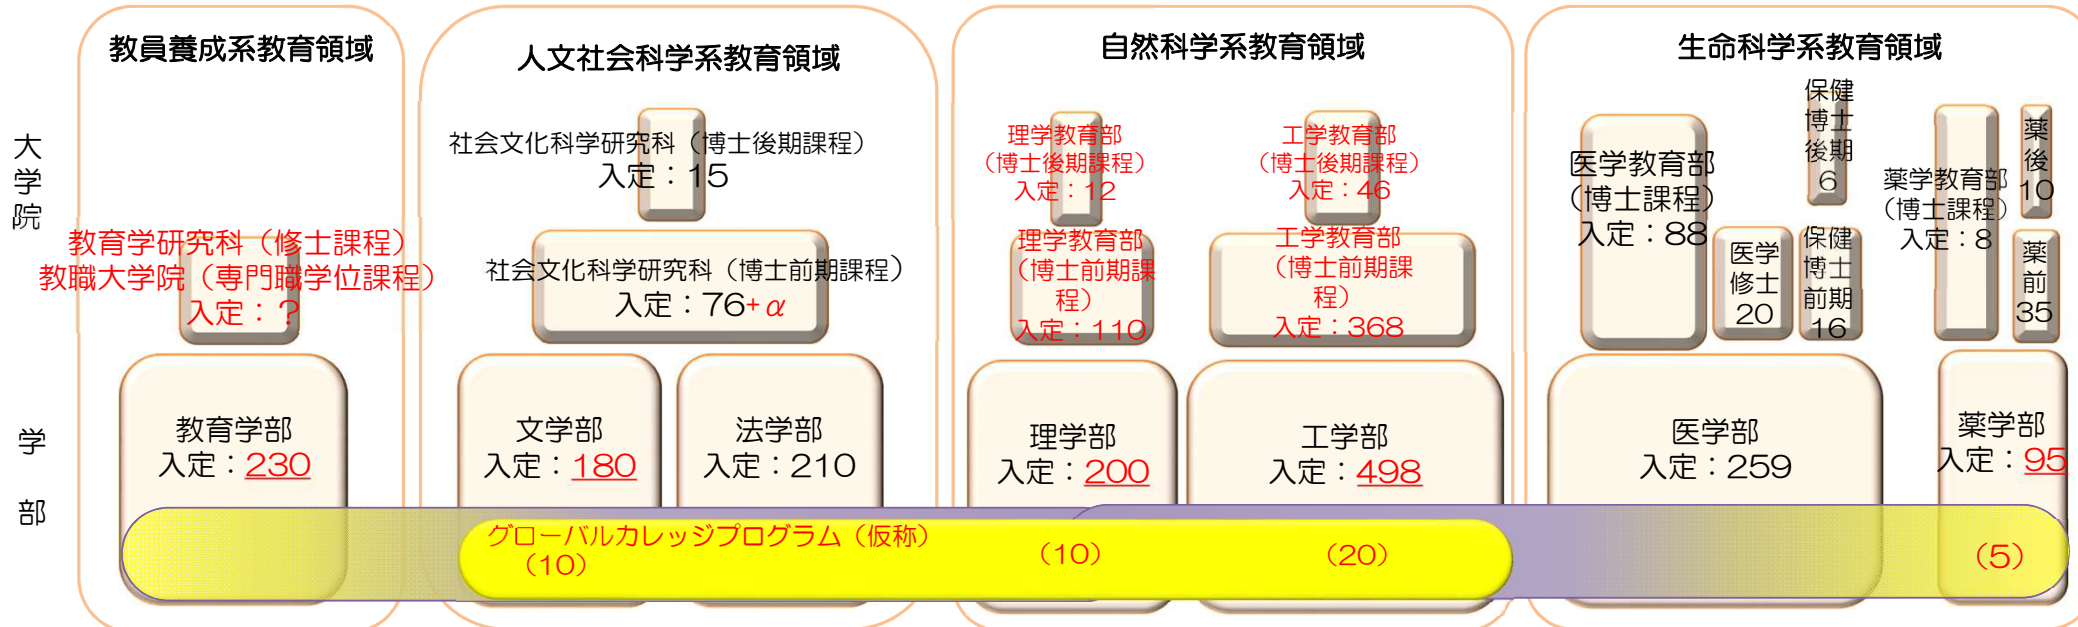 教員養成系教育領域
人文社会科学系教育領域
自然科学系教育領域
生命科学系教育領域
大学院
社会文化科学研究科（博士後期課程）
入定：15
理学教育部
（博士後期課程）
入定：12
工学教育部
（博士後期課程）
入定：46
医学教育部
（博士課程）
入定：88
保健
博士
後期
6
薬学教育部
（博士課程）
入定：8
薬
後
10
教育学研究科（修士課程）
教職大学院（専門職学位課程）
入定：？
社会文化科学研究科（博士前期課程）
入定：76+α
理学教育部
（博士前期課
程）
入定：110
工学教育部
（博士前期課
程）
入定：368
医学
修士
20
保健
博士
前期
16
薬
前
35
学部
教育学部
入定：230
文学部
入定：180
法学部
入定：210
理学部
入定：200
工学部
入定：498
医学部
入定：259
薬学部
入定：95
グローバルカレッジプログラム（仮称）
（10）
（10）
（20）
（5）